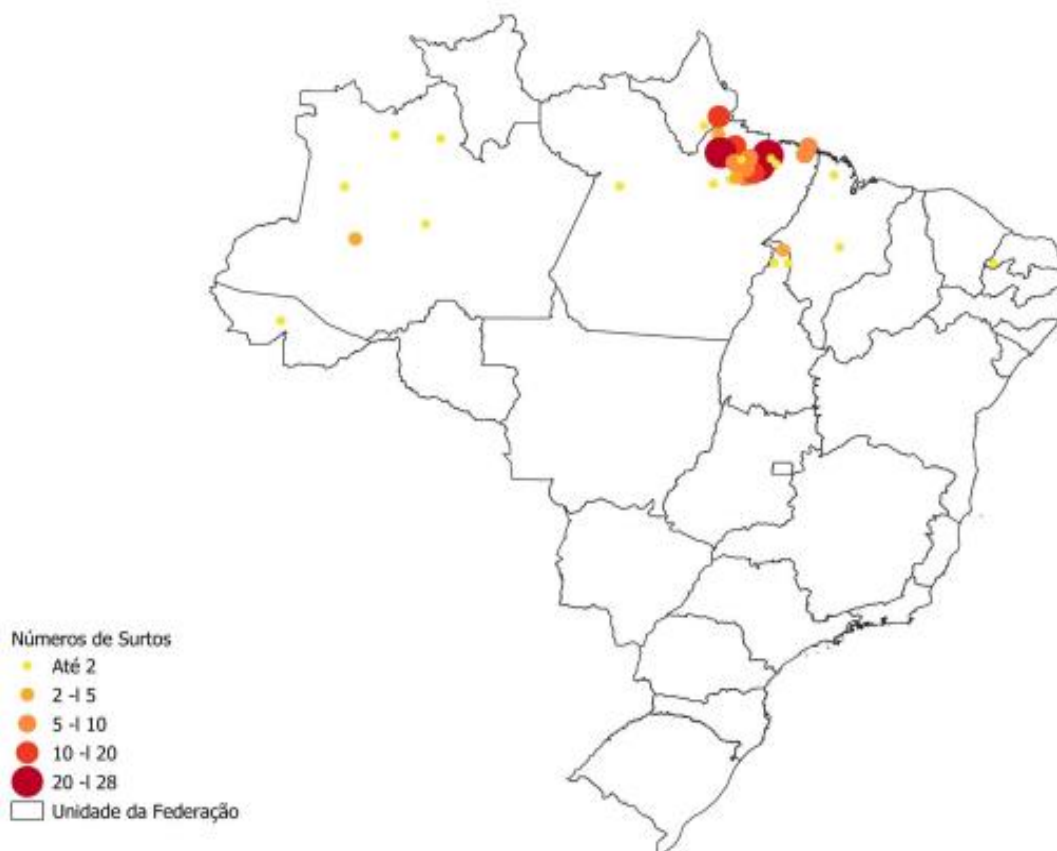 Números de Surtos
Até 2
2 -| 5
5 -| 10
10 -| 20
20 -| 28
Unidade da Federação